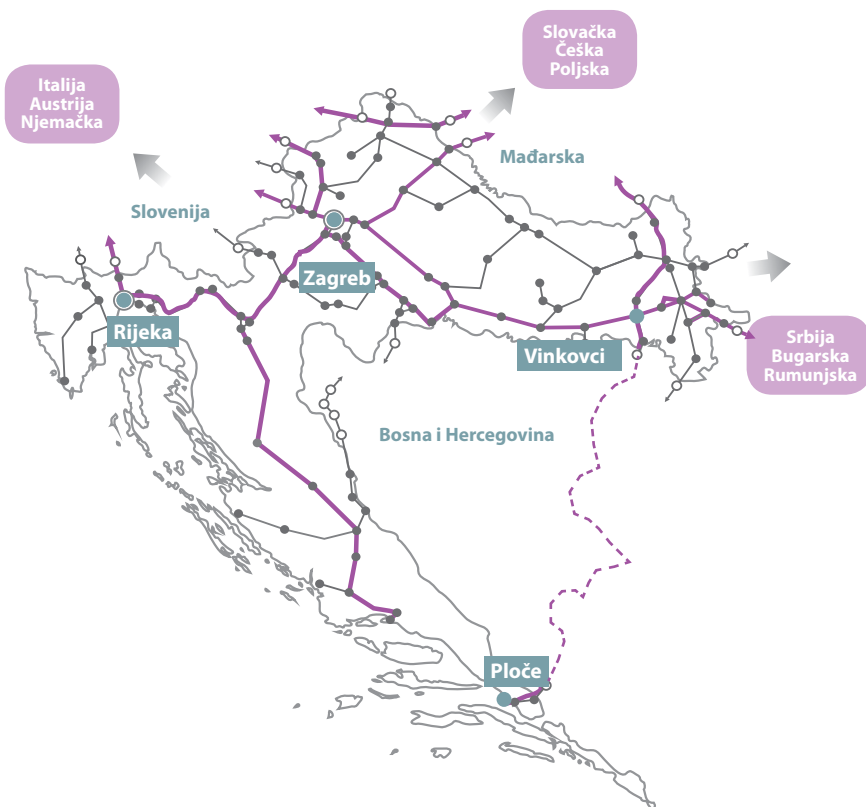 Slovačka
Češka
Poljska
Italija
Austrija
Njemačka
Mađarska
Slovenija
Zagreb
Rijeka
Vinkovci
Srbija
Bugarska
Rumunjska
Bosna i Hercegovina
Ploče